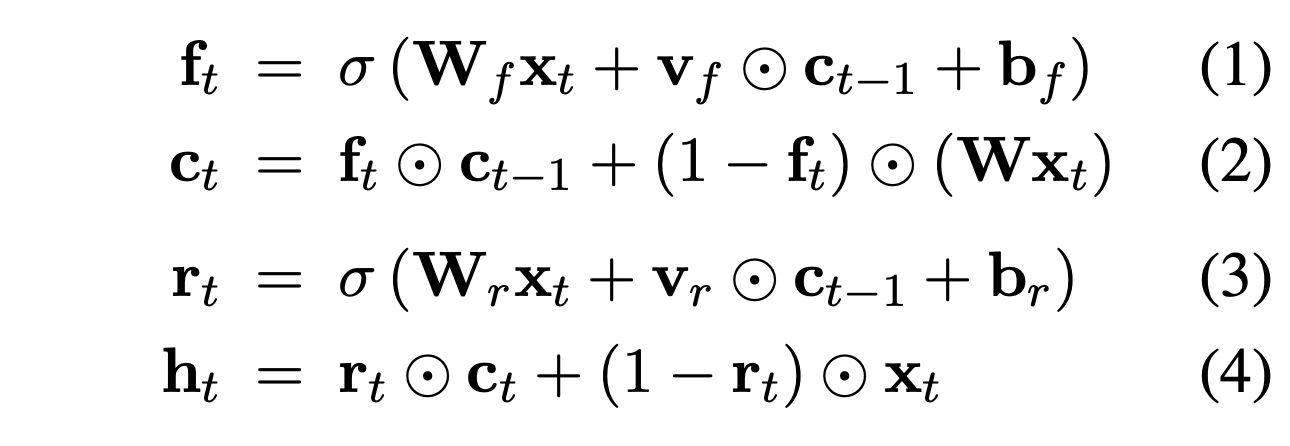 f_t = σ (W_f x_t + v_f ⊙ c_{t−1} + b_f) (1)
c_t = f_t ⊙ c_{t−1} + (1 − f_t) ⊙ (W x_t) (2)
r_t = σ (W_r x_t + v_r ⊙ c_{t−1} + b_r) (3)
h_t = r_t ⊙ c_t + (1 − r_t) ⊙ x_t (4)